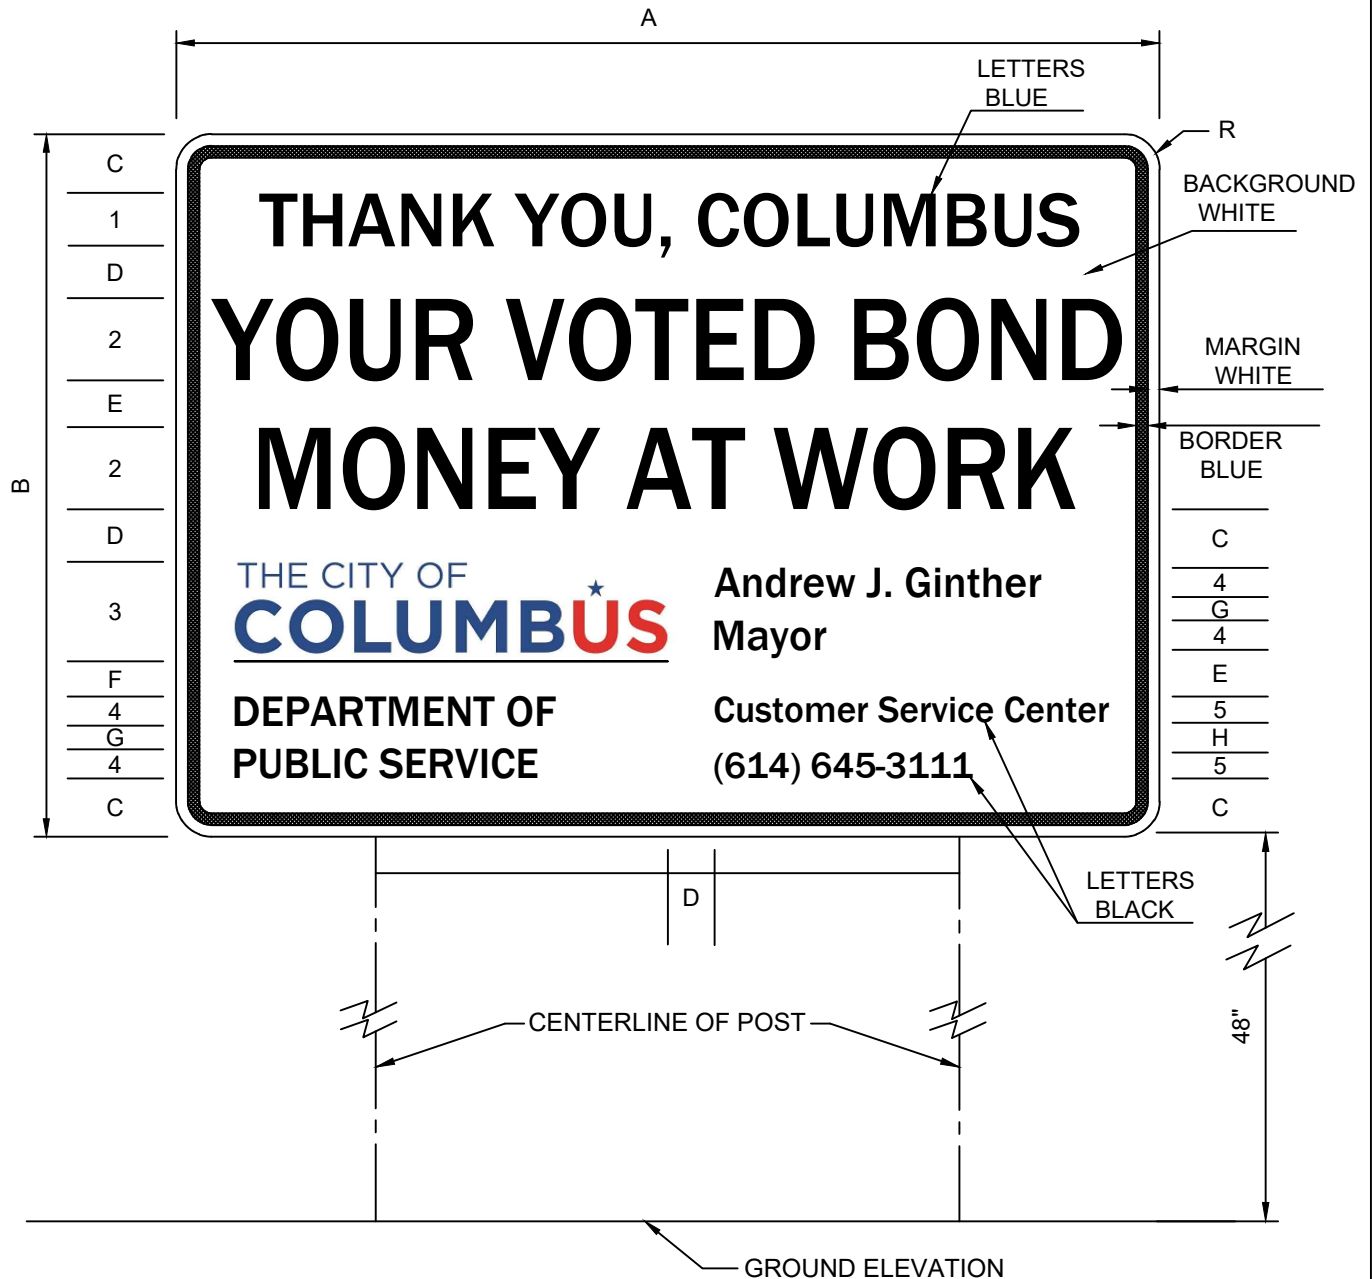 A
LETTERS
BLUE
R
BACKGROUND
WHITE
MARGIN
WHITE
BORDER
BLUE
B
C
1
D
2
E
2
D
3
F
4
G
4
C
THANK YOU, COLUMBUS
YOUR VOTED BOND
MONEY AT WORK
THE CITY OF
COLUMBUS
DEPARTMENT OF
PUBLIC SERVICE
Andrew J. Ginther
Mayor
Customer Service Center
(614) 645-3111
C
4
G
4
E
5
H
5
C
D
LETTERS
BLACK
CENTERLINE OF POST
48"
GROUND ELEVATION